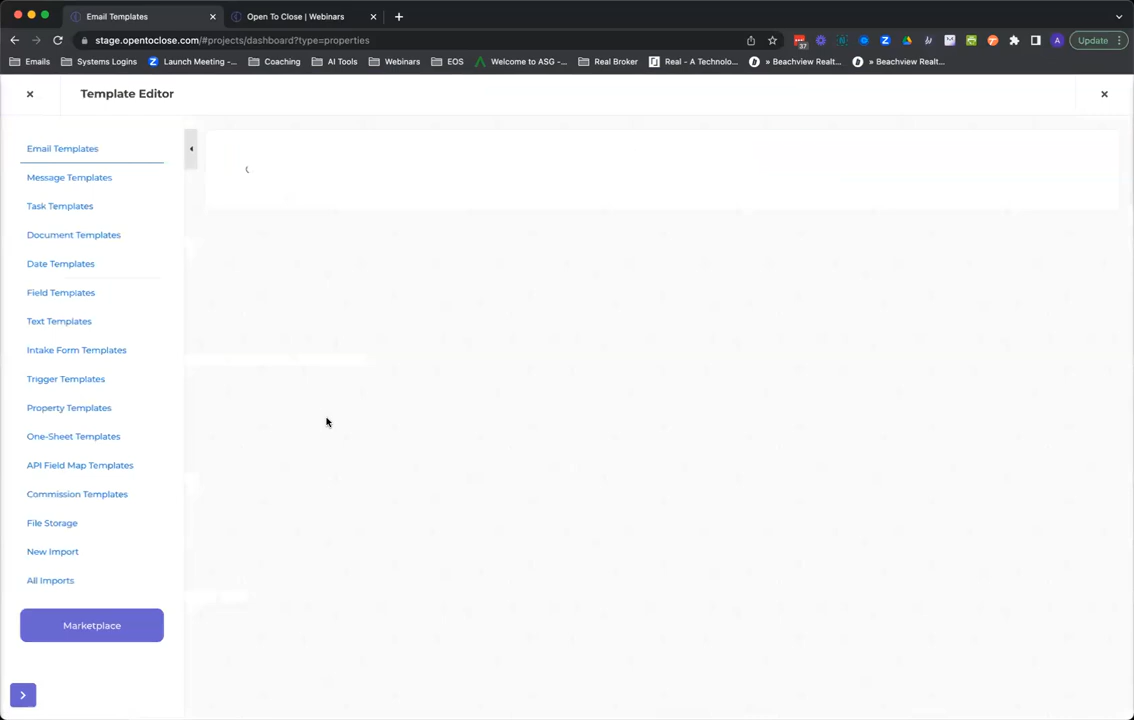 Email Templates
Open To Close | Webinars
stage.opentoclose.com/#projects/dashboard?type=properties
37
A
Update
Emails
Systems Logins
Launch Meeting -...
Coaching
AI Tools
Webinars
EOS
Welcome to ASG -...
Real Broker
Real - A Technolo...
» Beachview Realt...
» Beachview Realt...
Template Editor
Email Templates
Message Templates
Task Templates
Document Templates
Date Templates
Field Templates
Text Templates
Intake Form Templates
Trigger Templates
Property Templates
One-Sheet Templates
API Field Map Templates
Commission Templates
File Storage
New Import
All Imports
Marketplace